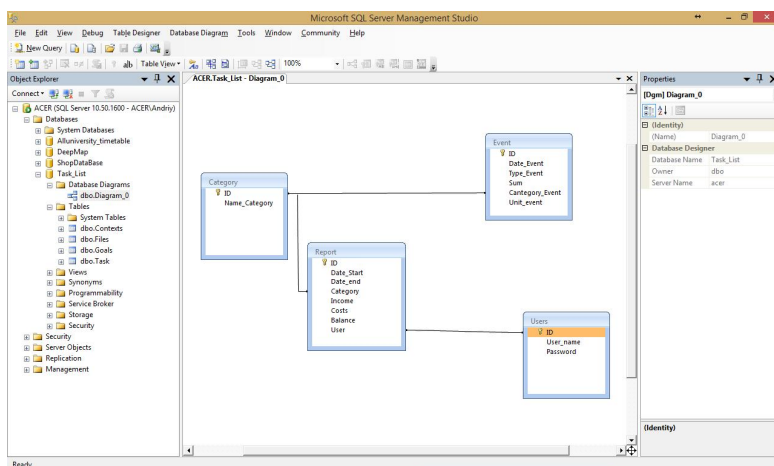 Microsoft SQL Server Management Studio
File Edit View Debug Table Designer Database Diagram Tools Window Community Help
New Query
alb Table View 100%
Object Explorer
Connect
ACER (SQL Server 10.50.1600 - ACER\Andriy)
Databases
System Databases
Alluniversity_timetable
DeepMap
ShopDataBase
Task_List
Database Diagrams
dbo.Diagram_0
Tables
System Tables
dbo.Contexts
dbo.Files
dbo.Goals
dbo.Task
Views
Synonyms
Programmability
Service Broker
Storage
Security
Security
Server Objects
Replication
Management
ACER.Task_List - Diagram_0
Category
ID
Name_Category
Event
ID
Date_Event
Type_Event
Sum
Cantegory_Event
Unit_event
Report
ID
Date_Start
Date_end
Category
Income
Costs
Balance
User
Users
ID
User_name
Password
Properties
[Dgm] Diagram_0
(Identity)
(Name) Diagram_0
Database Designer
Database Name Task_List
Owner dbo
Server Name acer
(Identity)
Ready